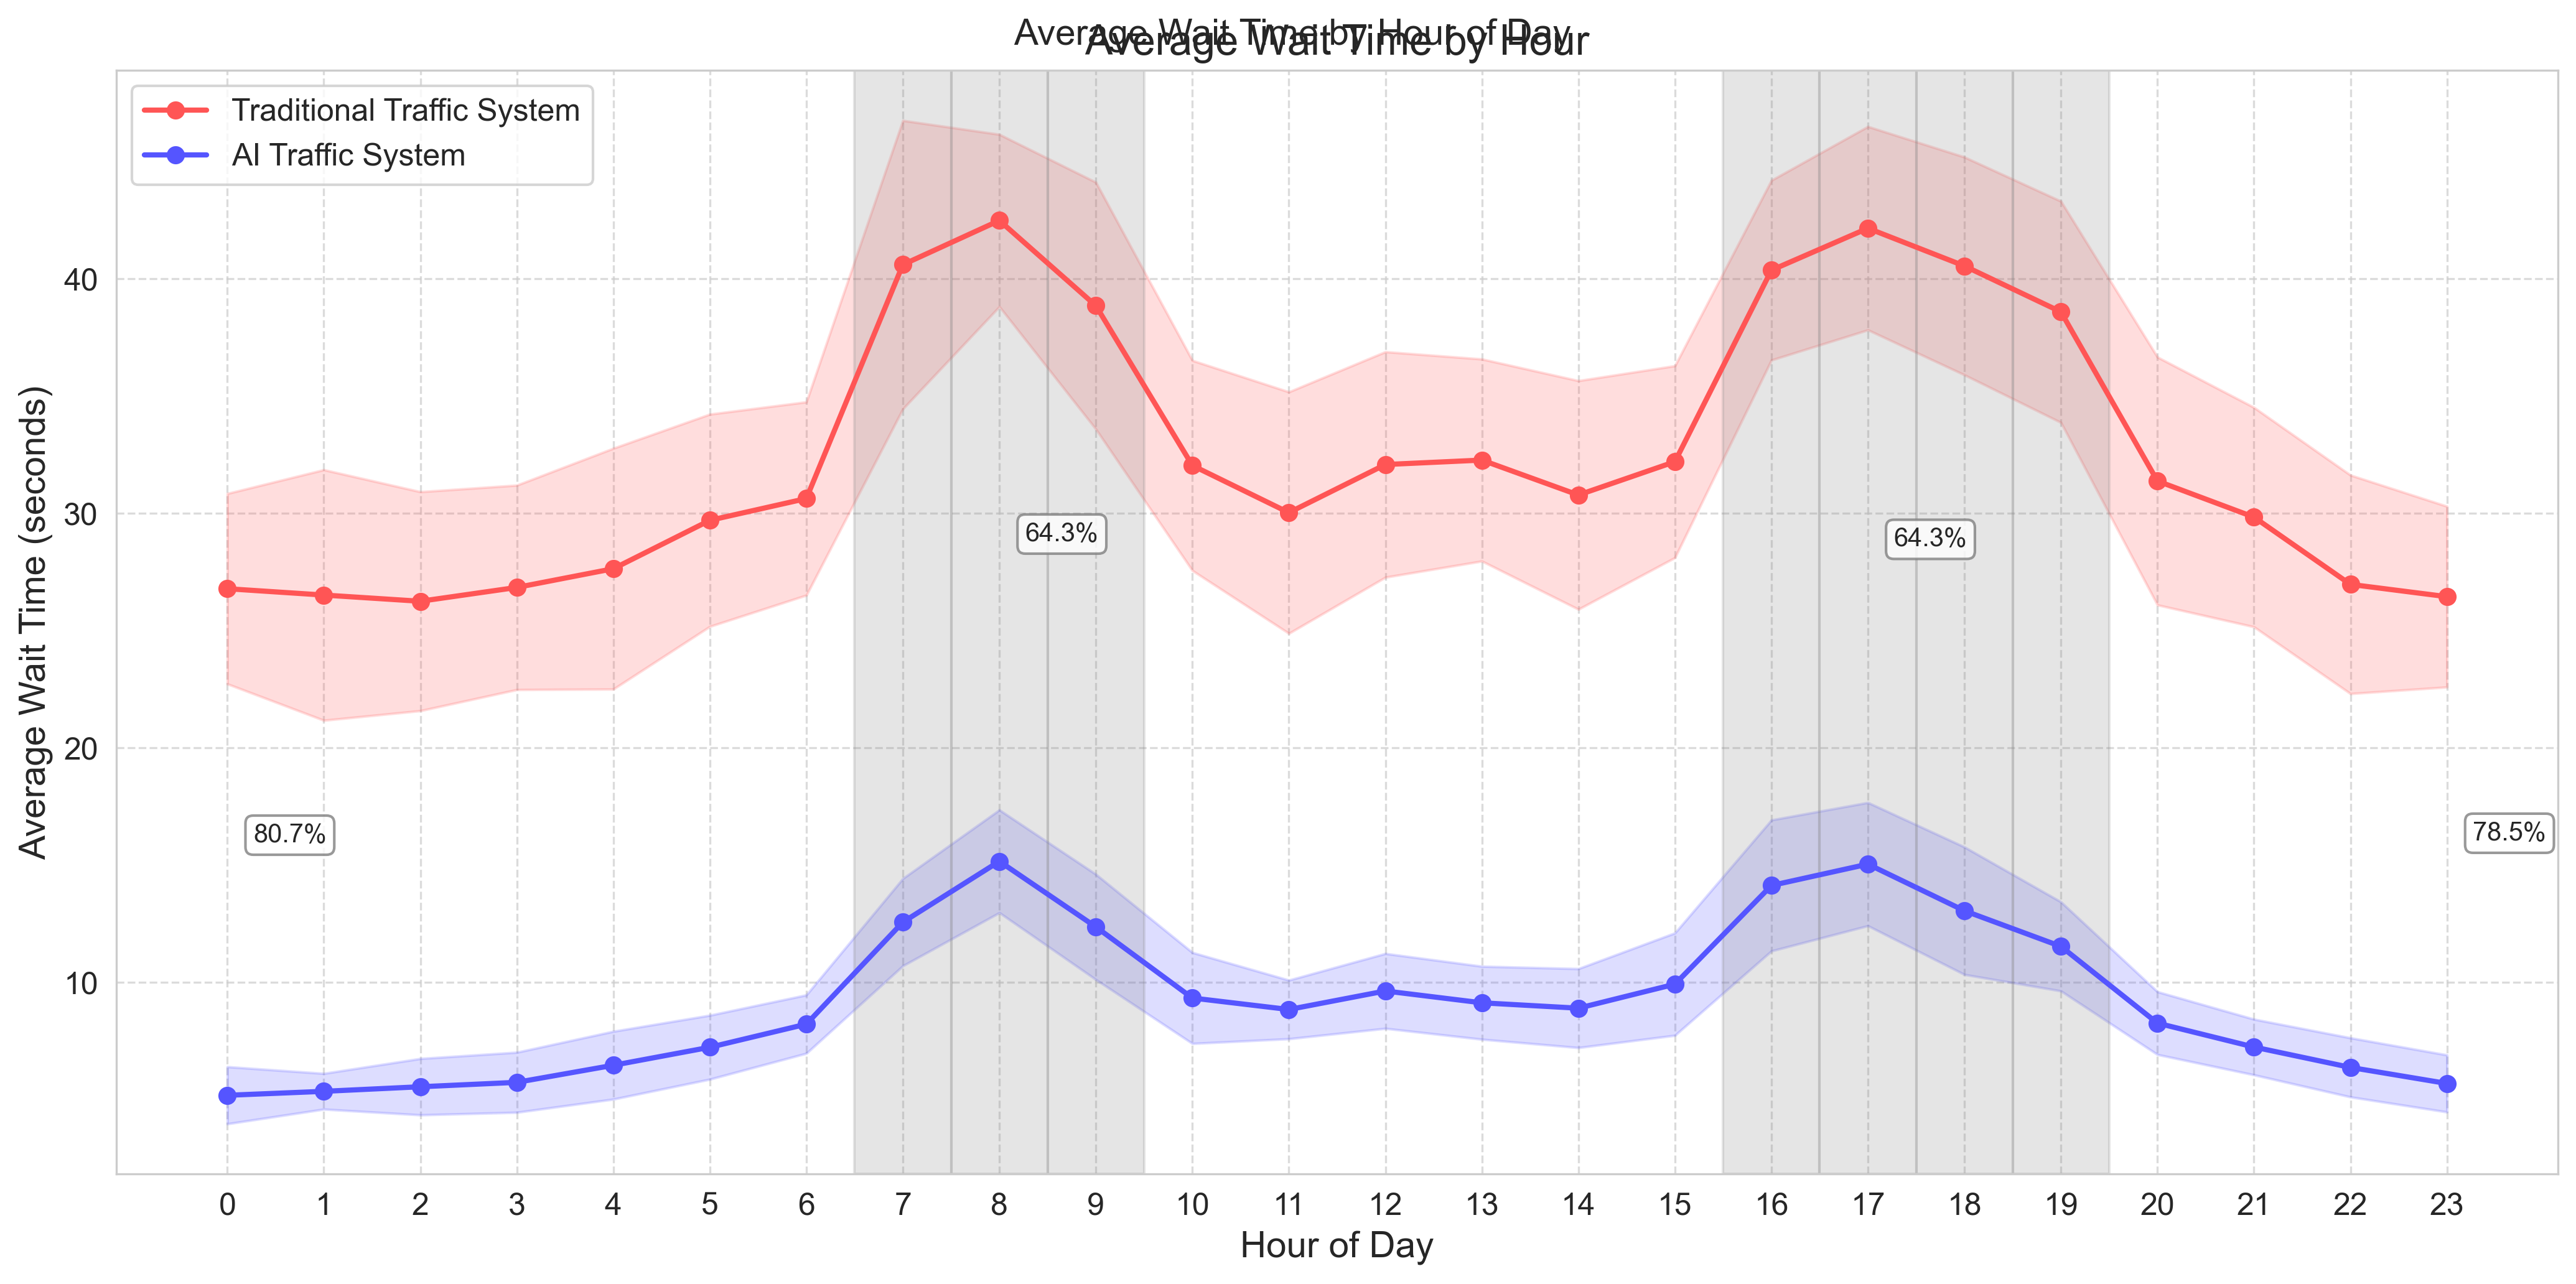 Average Wait Time by Hour of Day
Average Wait Time by Hour
Traditional Traffic System
AI Traffic System
Average Wait Time (seconds)
40
30
20
10
64.3%
64.3%
80.7%
78.5%
0 1 2 3 4 5 6 7 8 9 10 11 12 13 14 15 16 17 18 19 20 21 22 23
Hour of Day